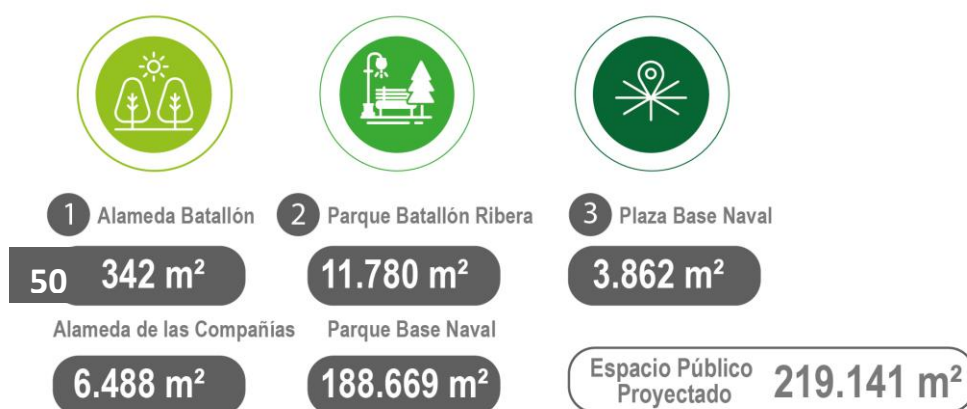 1 Alameda Batallón
342 m²
Alameda de las Compañías
6.488 m²
2 Parque Batallón Ribera
11.780 m²
Parque Base Naval
188.669 m²
3 Plaza Base Naval
3.862 m²
Espacio Público
Proyectado
219.141 m²
50